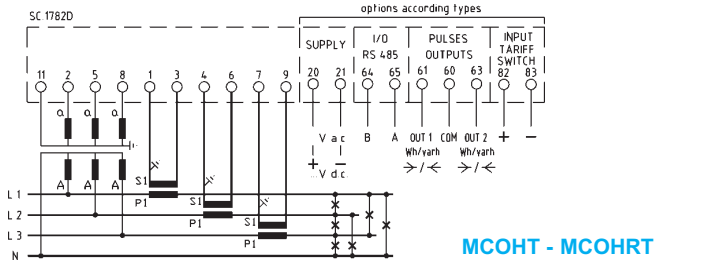 options according types
SC.1782D
SUPPLY
I/O
RS 485
PULSES
OUTPUTS
INPUT
TARIFF
SWITCH
11 2 5 8 1 3 4 6 7 9 20 21 64 65 61 60 63 82 83
a a a
V a c B A OUT 1 COM OUT 2 + -
Wh/varh Wh/varh
+ -
...V d c
A A A
S1
L 1
P1 S1
L 2
P1 S1
L 3
P1
N
MCOHT - MCOHRT